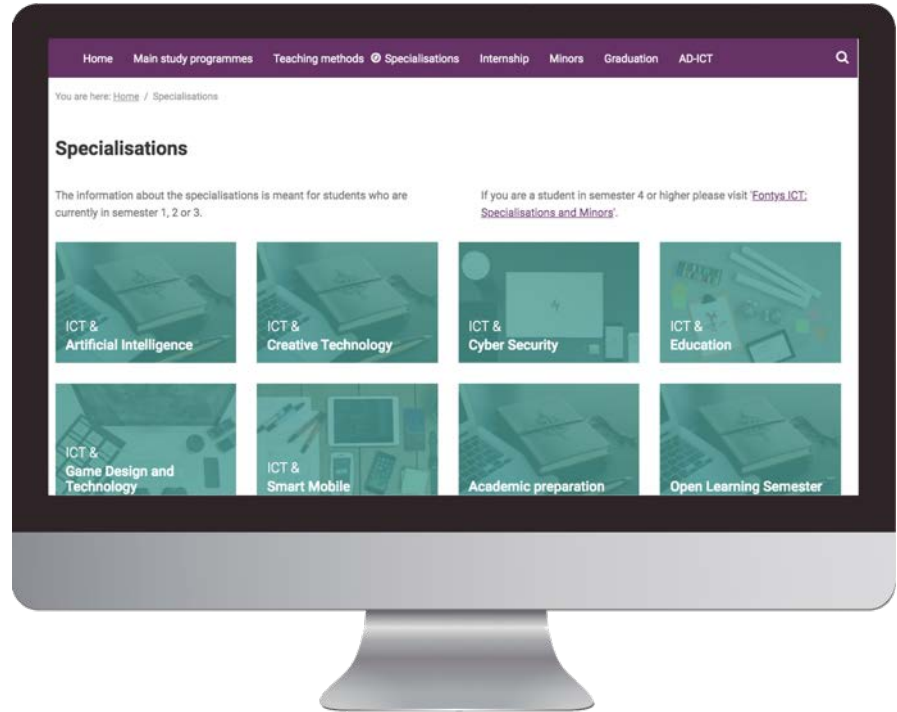 Home Main study programmes Teaching methods Specialisations Internship Minors Graduation AD-ICT
You are here: Home / Specialisations
Specialisations
The information about the specialisations is meant for students who are
currently in semester 1, 2 or 3.
If you are a student in semester 4 or higher please visit 'Fontys ICT:
Specialisations and Minors'.
ICT &
Artificial Intelligence
ICT &
Creative Technology
ICT &
Cyber Security
ICT &
Education
ICT &
Game Design and
Technology
ICT &
Smart Mobile
Academic preparation
Open Learning Semester